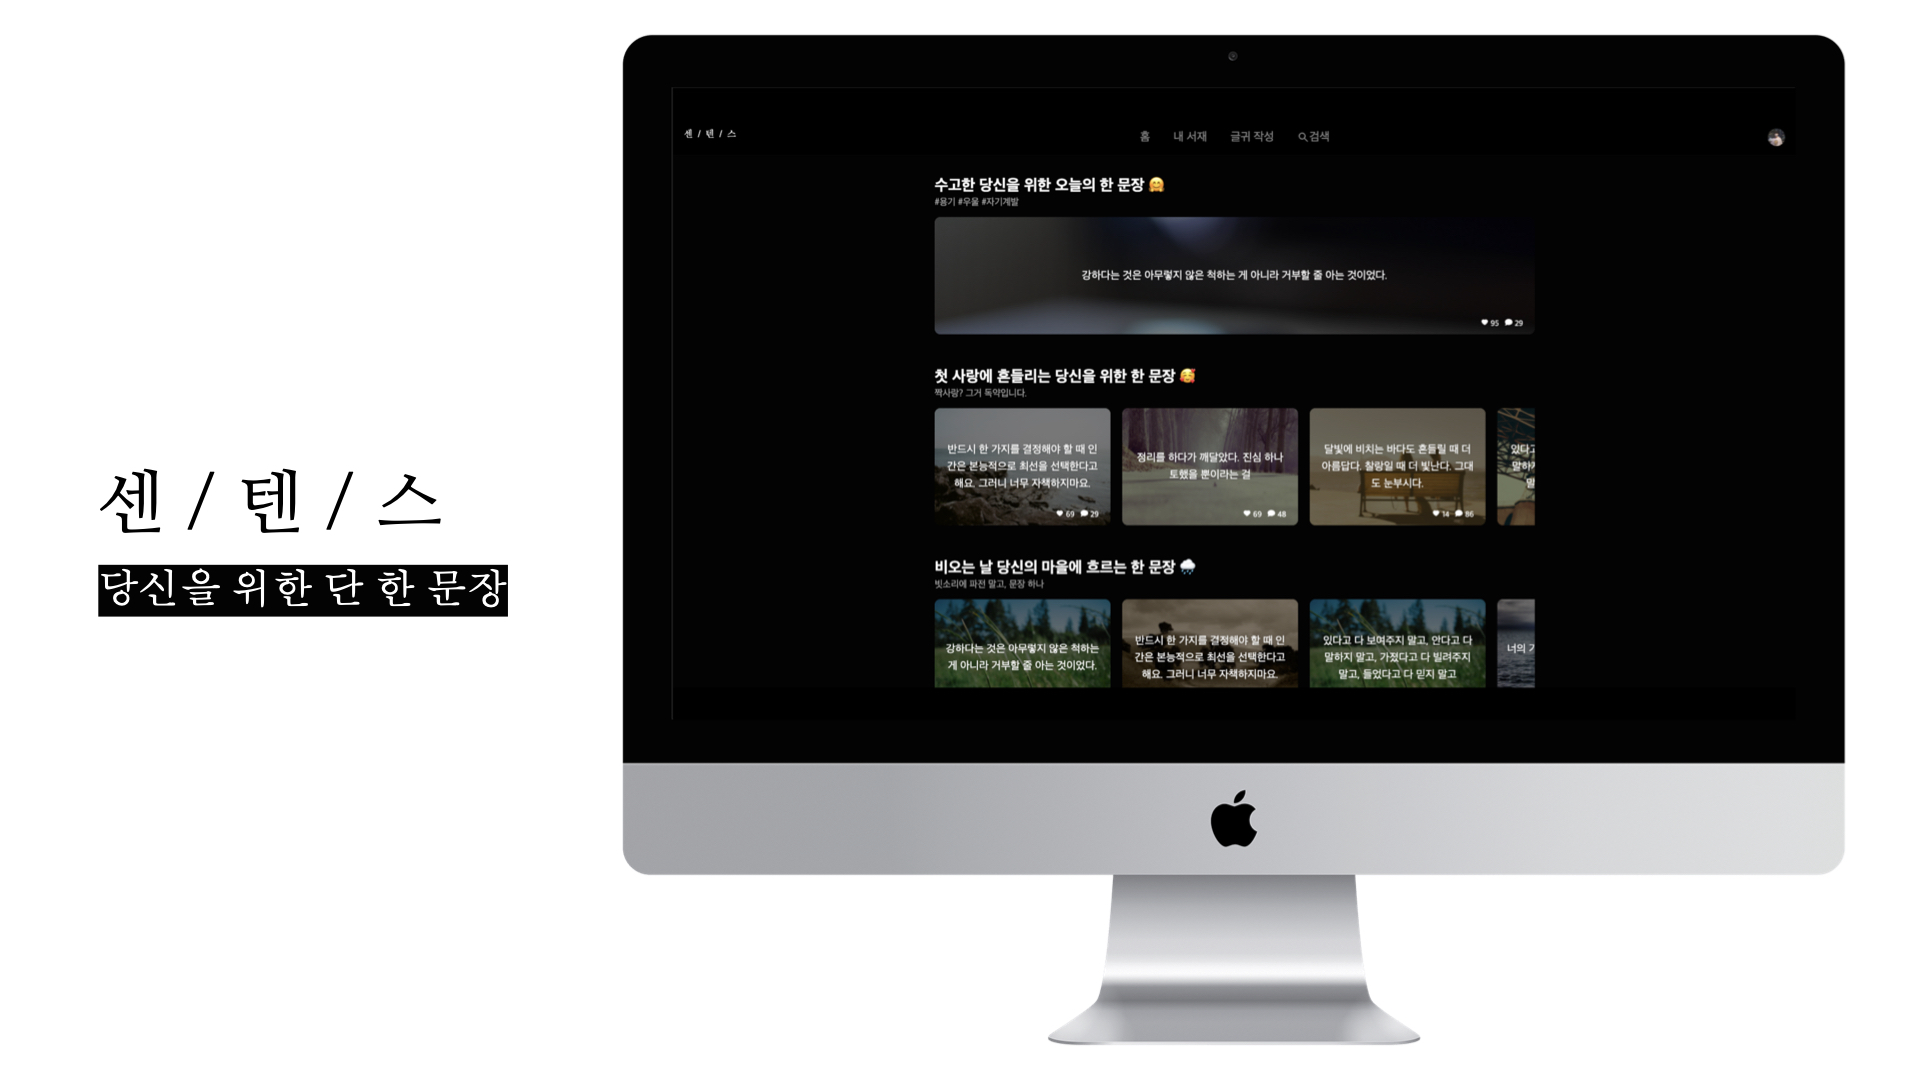 센 / 텐 / 스
당신을 위한 단 한 문장
센 / 텐 / 스
홈 내 서재 글귀 작성 검색
수고한 당신을 위한 오늘의 한 문장 🤗
#용기 #우울 #자기계발
강하다는 것은 아무렇지 않은 척하는 게 아니라 거부할 줄 아는 것이었다.
95 29
첫 사랑에 흔들리는 당신을 위한 한 문장 🥰
짝사랑? 그거 독약입니다.
반드시 한 가지를 결정해야 할 때 인
간은 본능적으로 최선을 선택한다고
해요. 그러니 너무 자책하지마요.
69 29
정리를 하다가 깨달았다. 진심 하나
토했을 뿐이라는 걸
69 48
달빛에 비치는 바다도 흔들릴 때 더
아름답다. 찰랑일 때 더 빛난다. 그대
도 눈부시다.
14 86
있다고
말하지
말
비오는 날 당신의 마음에 흐르는 한 문장 🌧
빗소리에 파전 말고, 문장 하나
강하다는 것은 아무렇지 않은 척하는
게 아니라 거부할 줄 아는 것이었다.
반드시 한 가지를 결정해야 할 때 인
간은 본능적으로 최선을 선택한다고
해요. 그러니 너무 자책하지마요.
있다고 다 보여주지 말고, 안다고 다
말하지 말고, 가졌다고 다 빌려주지
말고, 들었다고 다 믿지 말고
너의